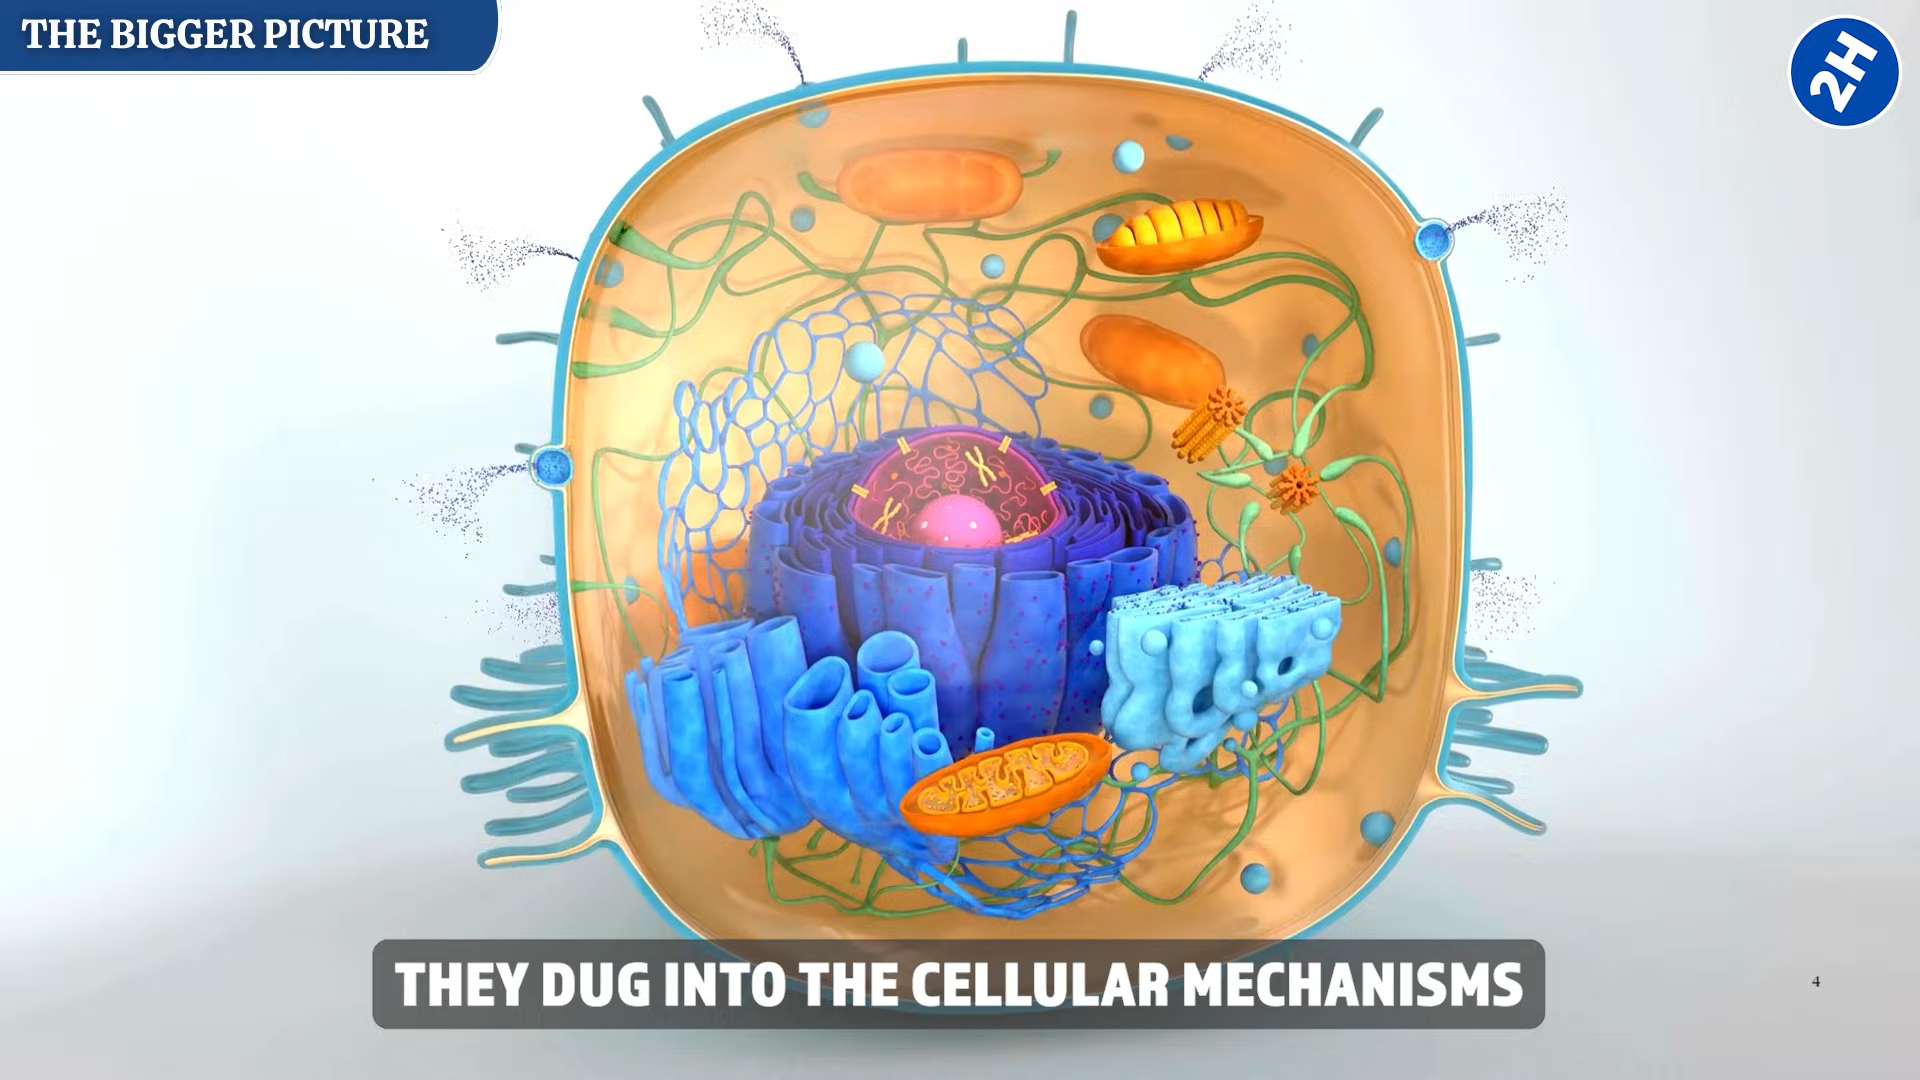 THE BIGGER PICTURE
2H
THEY DUG INTO THE CELLULAR MECHANISMS
4